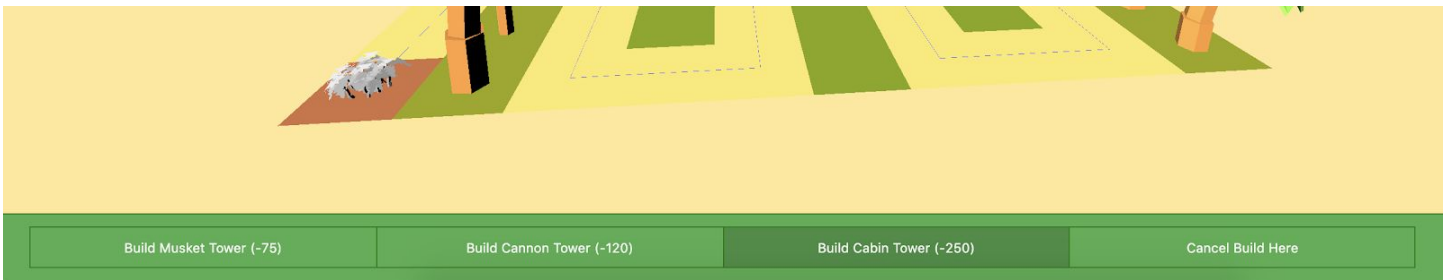 Build Musket Tower (-75)
Build Cannon Tower (-120)
Build Cabin Tower (-250)
Cancel Build Here